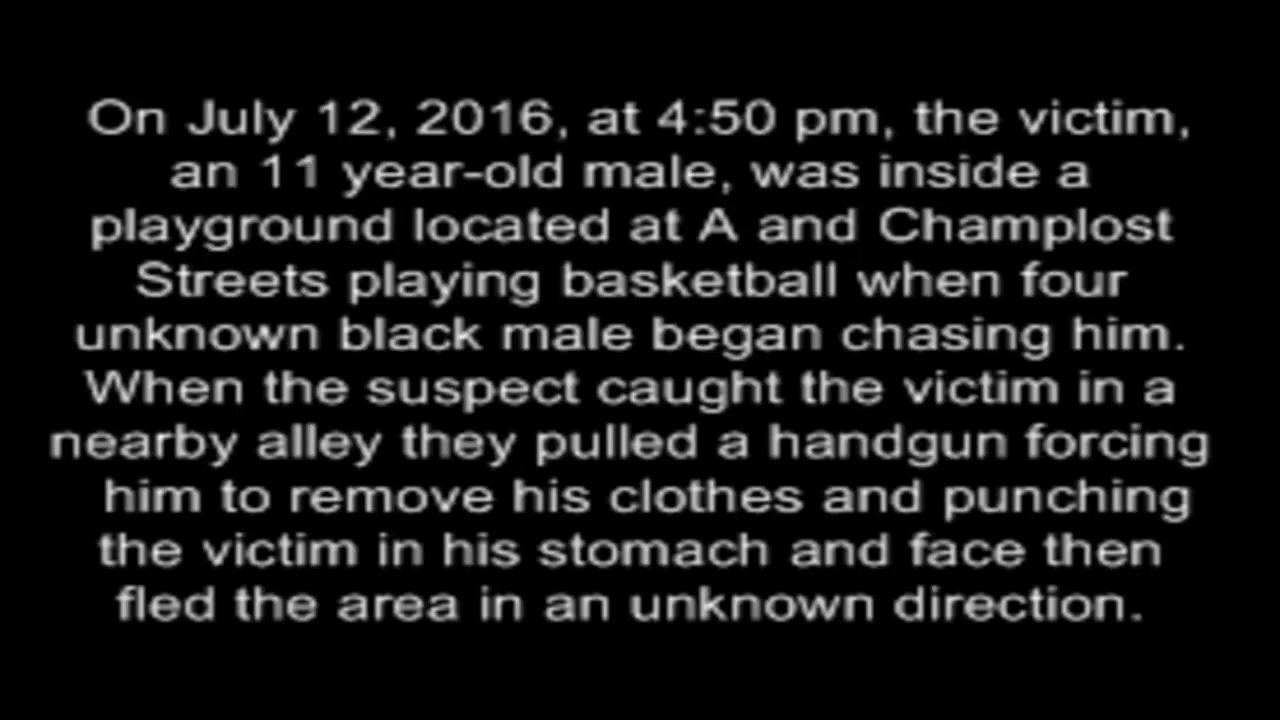 On July 12, 2016, at 4:50 pm, the victim,
an 11 year-old male, was inside a
playground located at A and Champlost
Streets playing basketball when four
unknown black male began chasing him.
When the suspect caught the victim in a
nearby alley they pulled a handgun forcing
him to remove his clothes and punching
the victim in his stomach and face then
fled the area in an unknown direction.